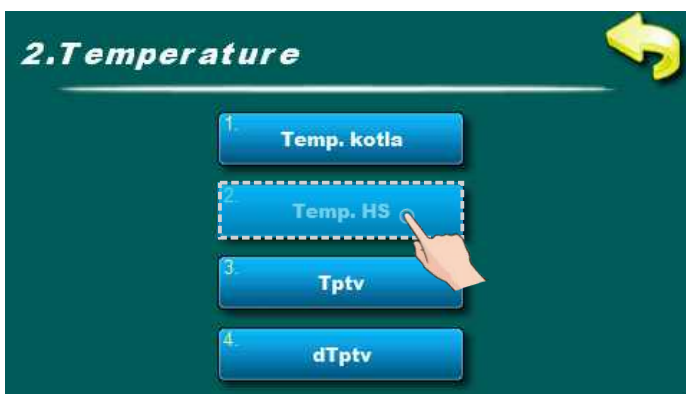 2.Temperature
1. Temp. kotla
2. Temp. HS
3. Tptv
4. dTptv